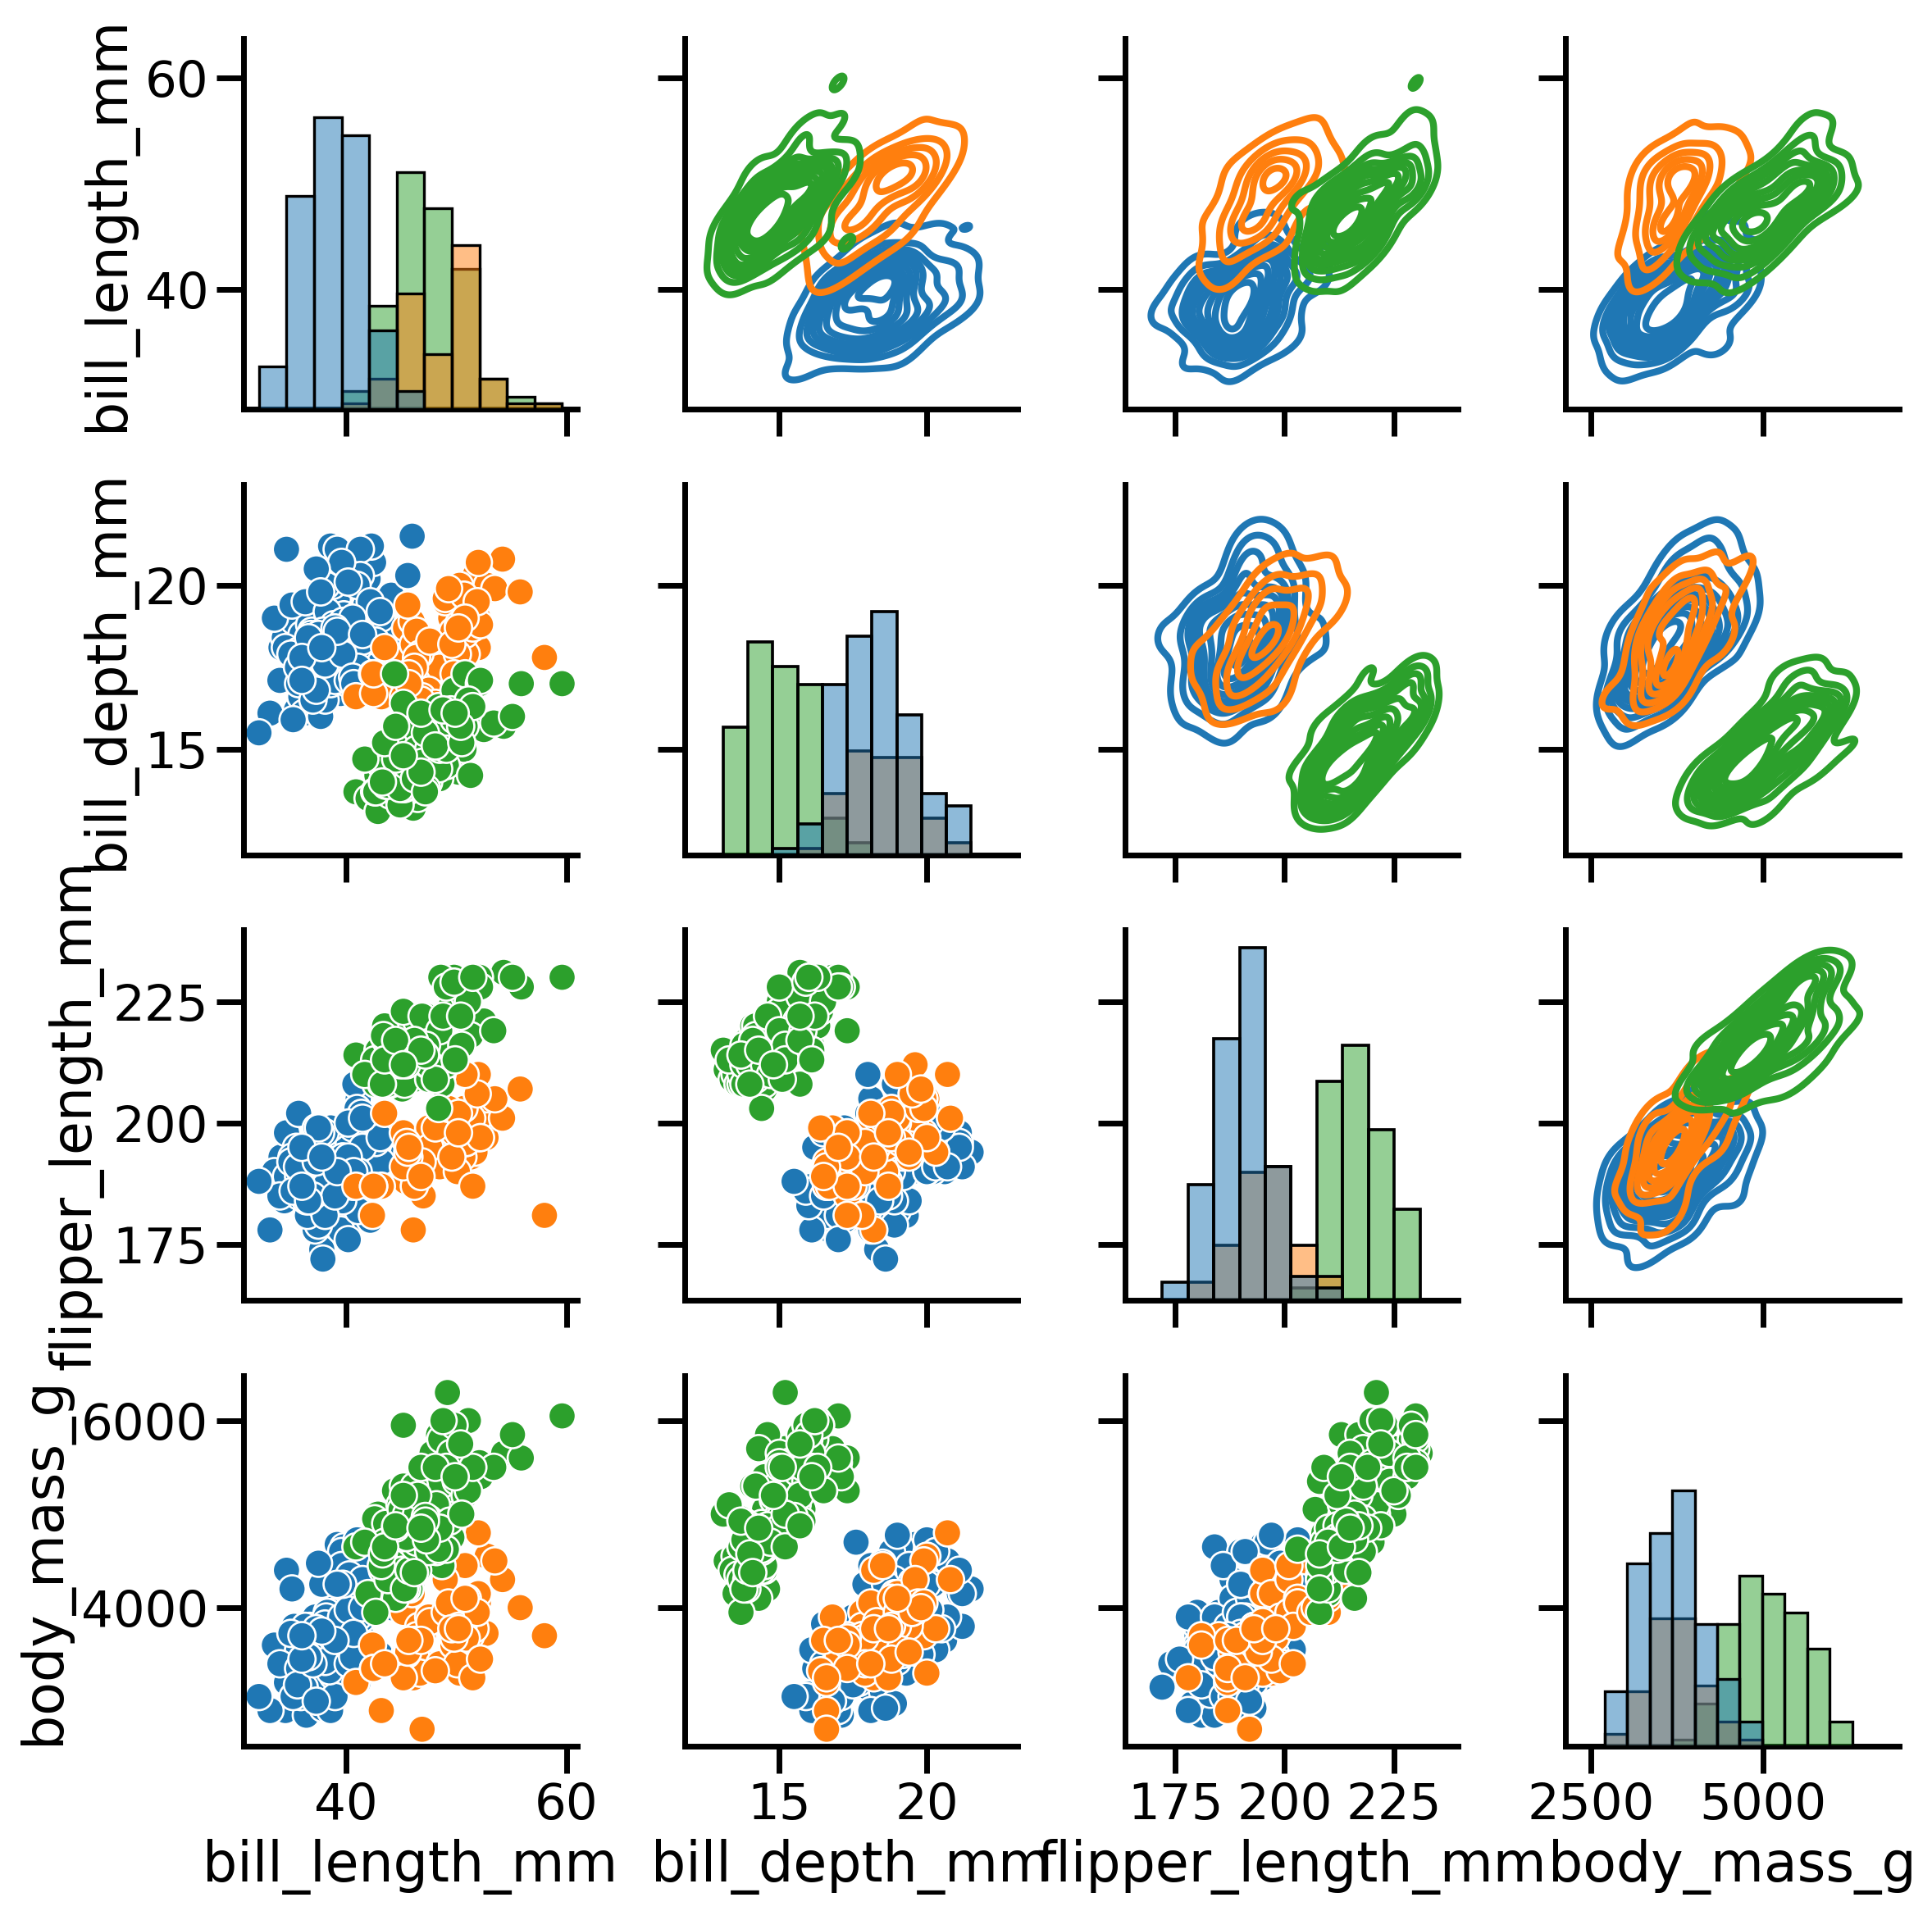 bill_length_mm
60
40
bill_depth_mm
20
15
flipper_length_mm
225
200
175
body_mass_g
6000
4000
40 60 15 20 175 200 225 2500 5000
bill_length_mm bill_depth_mm flipper_length_mm body_mass_g